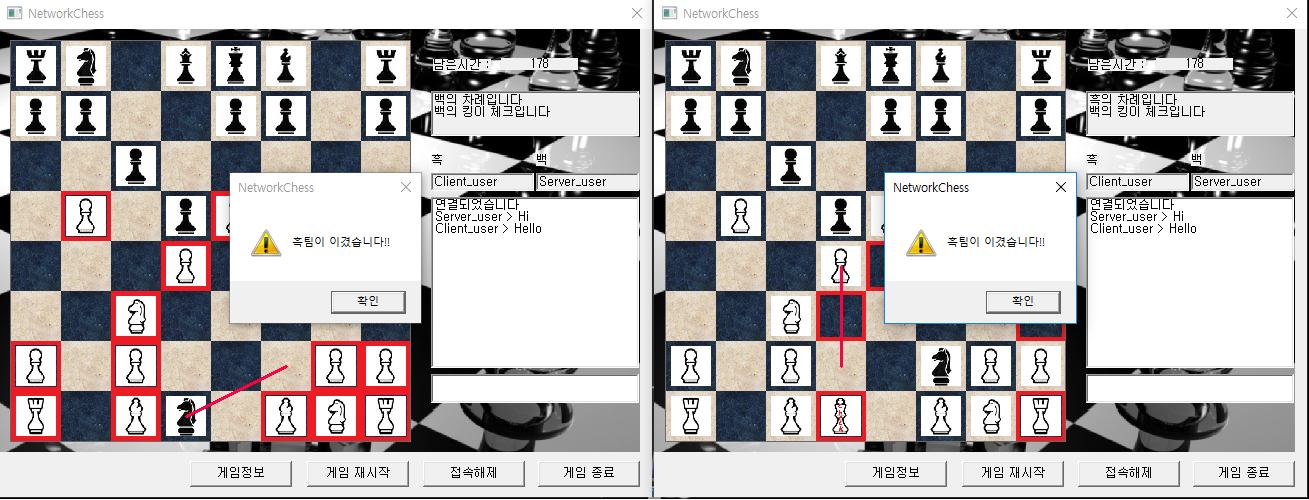 NetworkChess
남은시간 : 178
백의 차례입니다
백의 킹이 체크입니다
흑 백
Client_user Server_user
연결되었습니다
Server_user > Hi
Client_user > Hello
NetworkChess
흑팀이 이겼습니다!!
확인
게임정보 게임 재시작 접속해제 게임 종료
NetworkChess
남은시간 : 178
흑의 차례입니다
백의 킹이 체크입니다
흑 백
Client_user Server_user
연결되었습니다
Server_user > Hi
Client_user > Hello
NetworkChess
흑팀이 이겼습니다!!
확인
게임정보 게임 재시작 접속해제 게임 종료